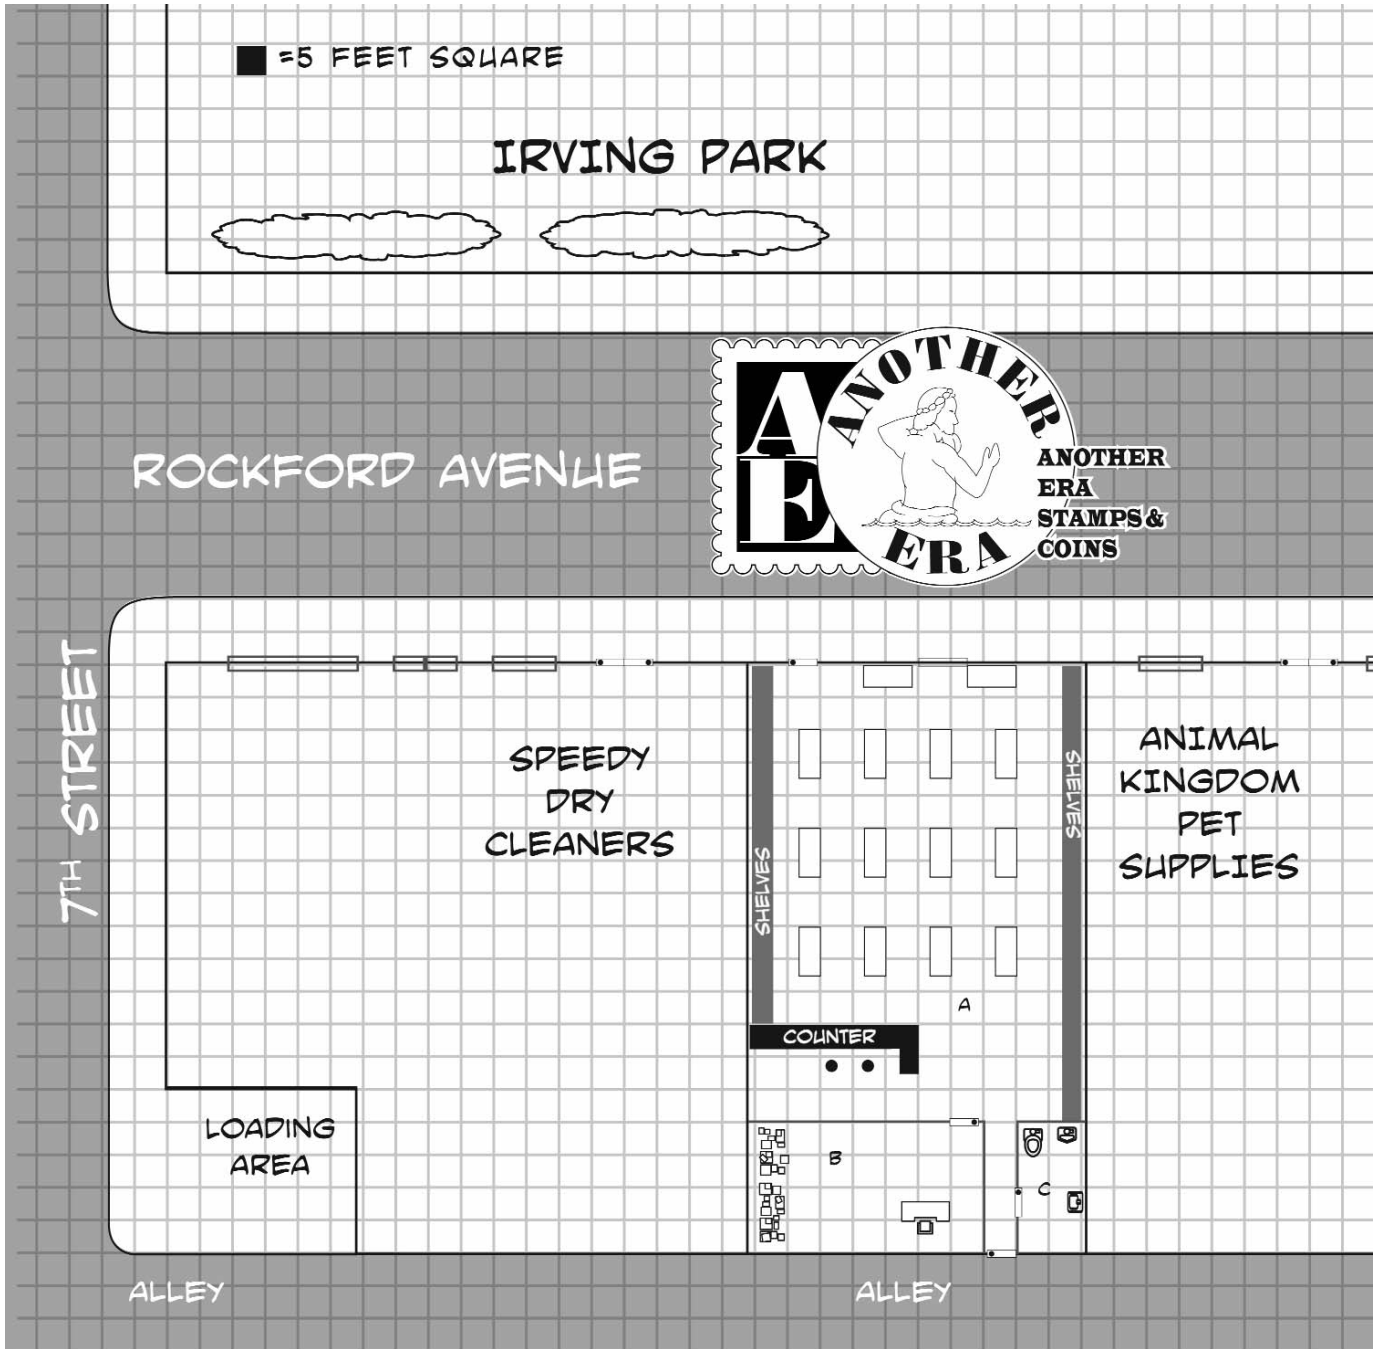 =5 FEET SQUARE
IRVING PARK
ROCKFORD AVENUE
A
E
ANOTHER
ERA
ANOTHER
ERA
STAMPS &
COINS
7TH STREET
SPEEDY
DRY
CLEANERS
SHELVES
SHELVES
ANIMAL
KINGDOM
PET
SUPPLIES
A
COUNTER
LOADING
AREA
B
C
ALLEY
ALLEY